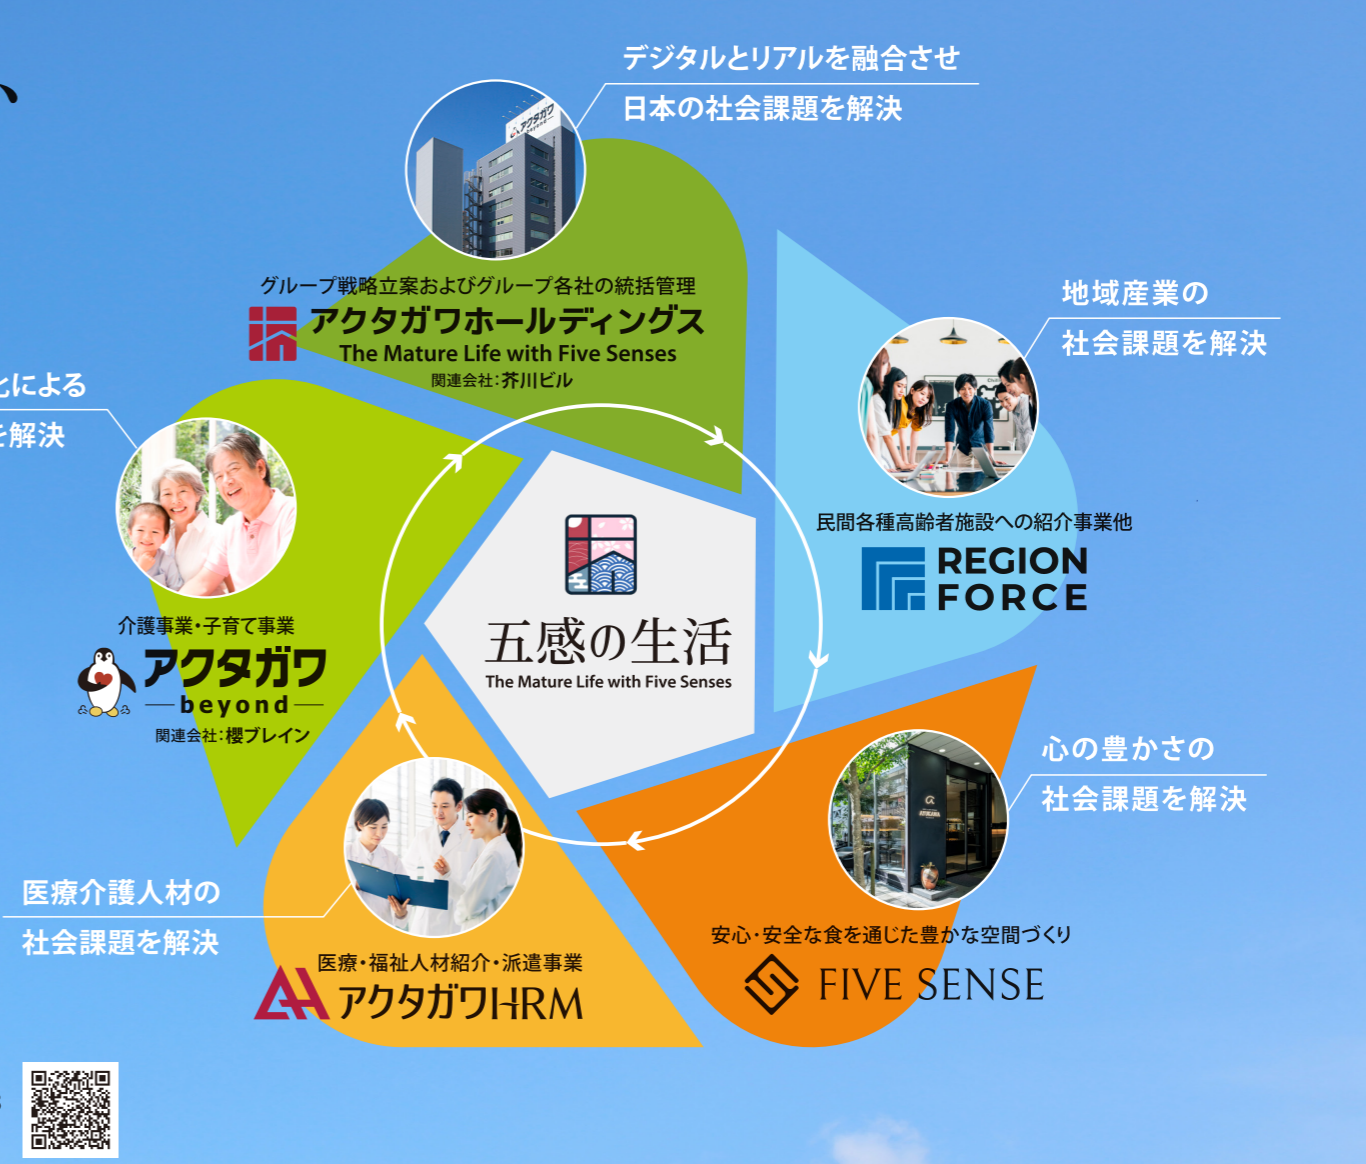 、
デジタルとリアルを融合させ
日本の社会課題を解決
アクタガワ
beyond
グループ戦略立案およびグループ各社の統括管理
アクタガワホールディングス
The Mature Life with Five Senses
関連会社：芥川ビル
地域産業の
社会課題を解決
民間各種高齢者施設への紹介事業他
REGION
FORCE
による
解決
介護事業・子育て事業
アクタガワ
beyond
関連会社：櫻ブレイン
五感の生活
The Mature Life with Five Senses
心の豊かさの
社会課題を解決
安心・安全な食を通じた豊かな空間づくり
FIVE SENSE
医療介護人材の
社会課題を解決
医療・福祉人材紹介・派遣事業
アクタガワHRM